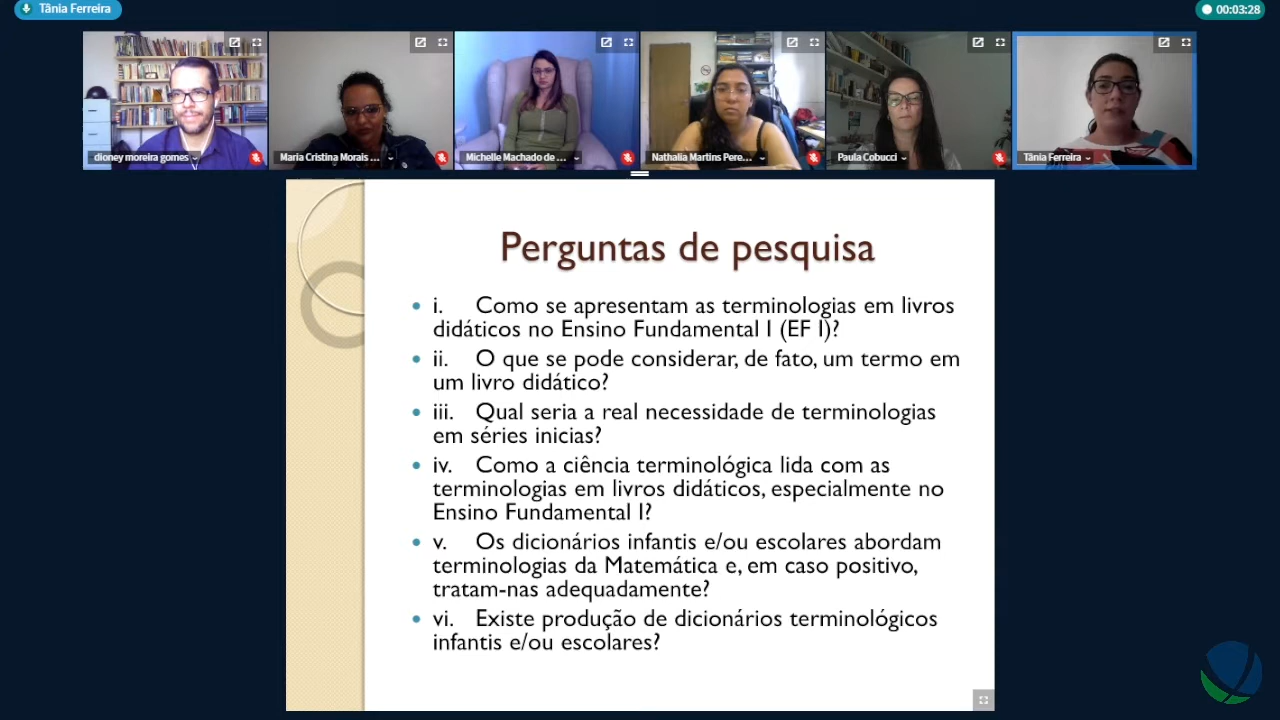 Tânia Ferreira
00:03:28
dioney moreira gomes
Maria Cristina Morais ...
Michelle Machado de ...
Nathalia Martins Pere...
Paula Cobucci
Tânia Ferreira
Perguntas de pesquisa
• i. Como se apresentam as terminologias em livros
didáticos no Ensino Fundamental I (EF I)?
• ii. O que se pode considerar, de fato, um termo em
um livro didático?
• iii. Qual seria a real necessidade de terminologias
em séries inicias?
• iv. Como a ciência terminológica lida com as
terminologias em livros didáticos, especialmente no
Ensino Fundamental I?
• v. Os dicionários infantis e/ou escolares abordam
terminologias da Matemática e, em caso positivo,
tratam-nas adequadamente?
• vi. Existe produção de dicionários terminológicos
infantis e/ou escolares?